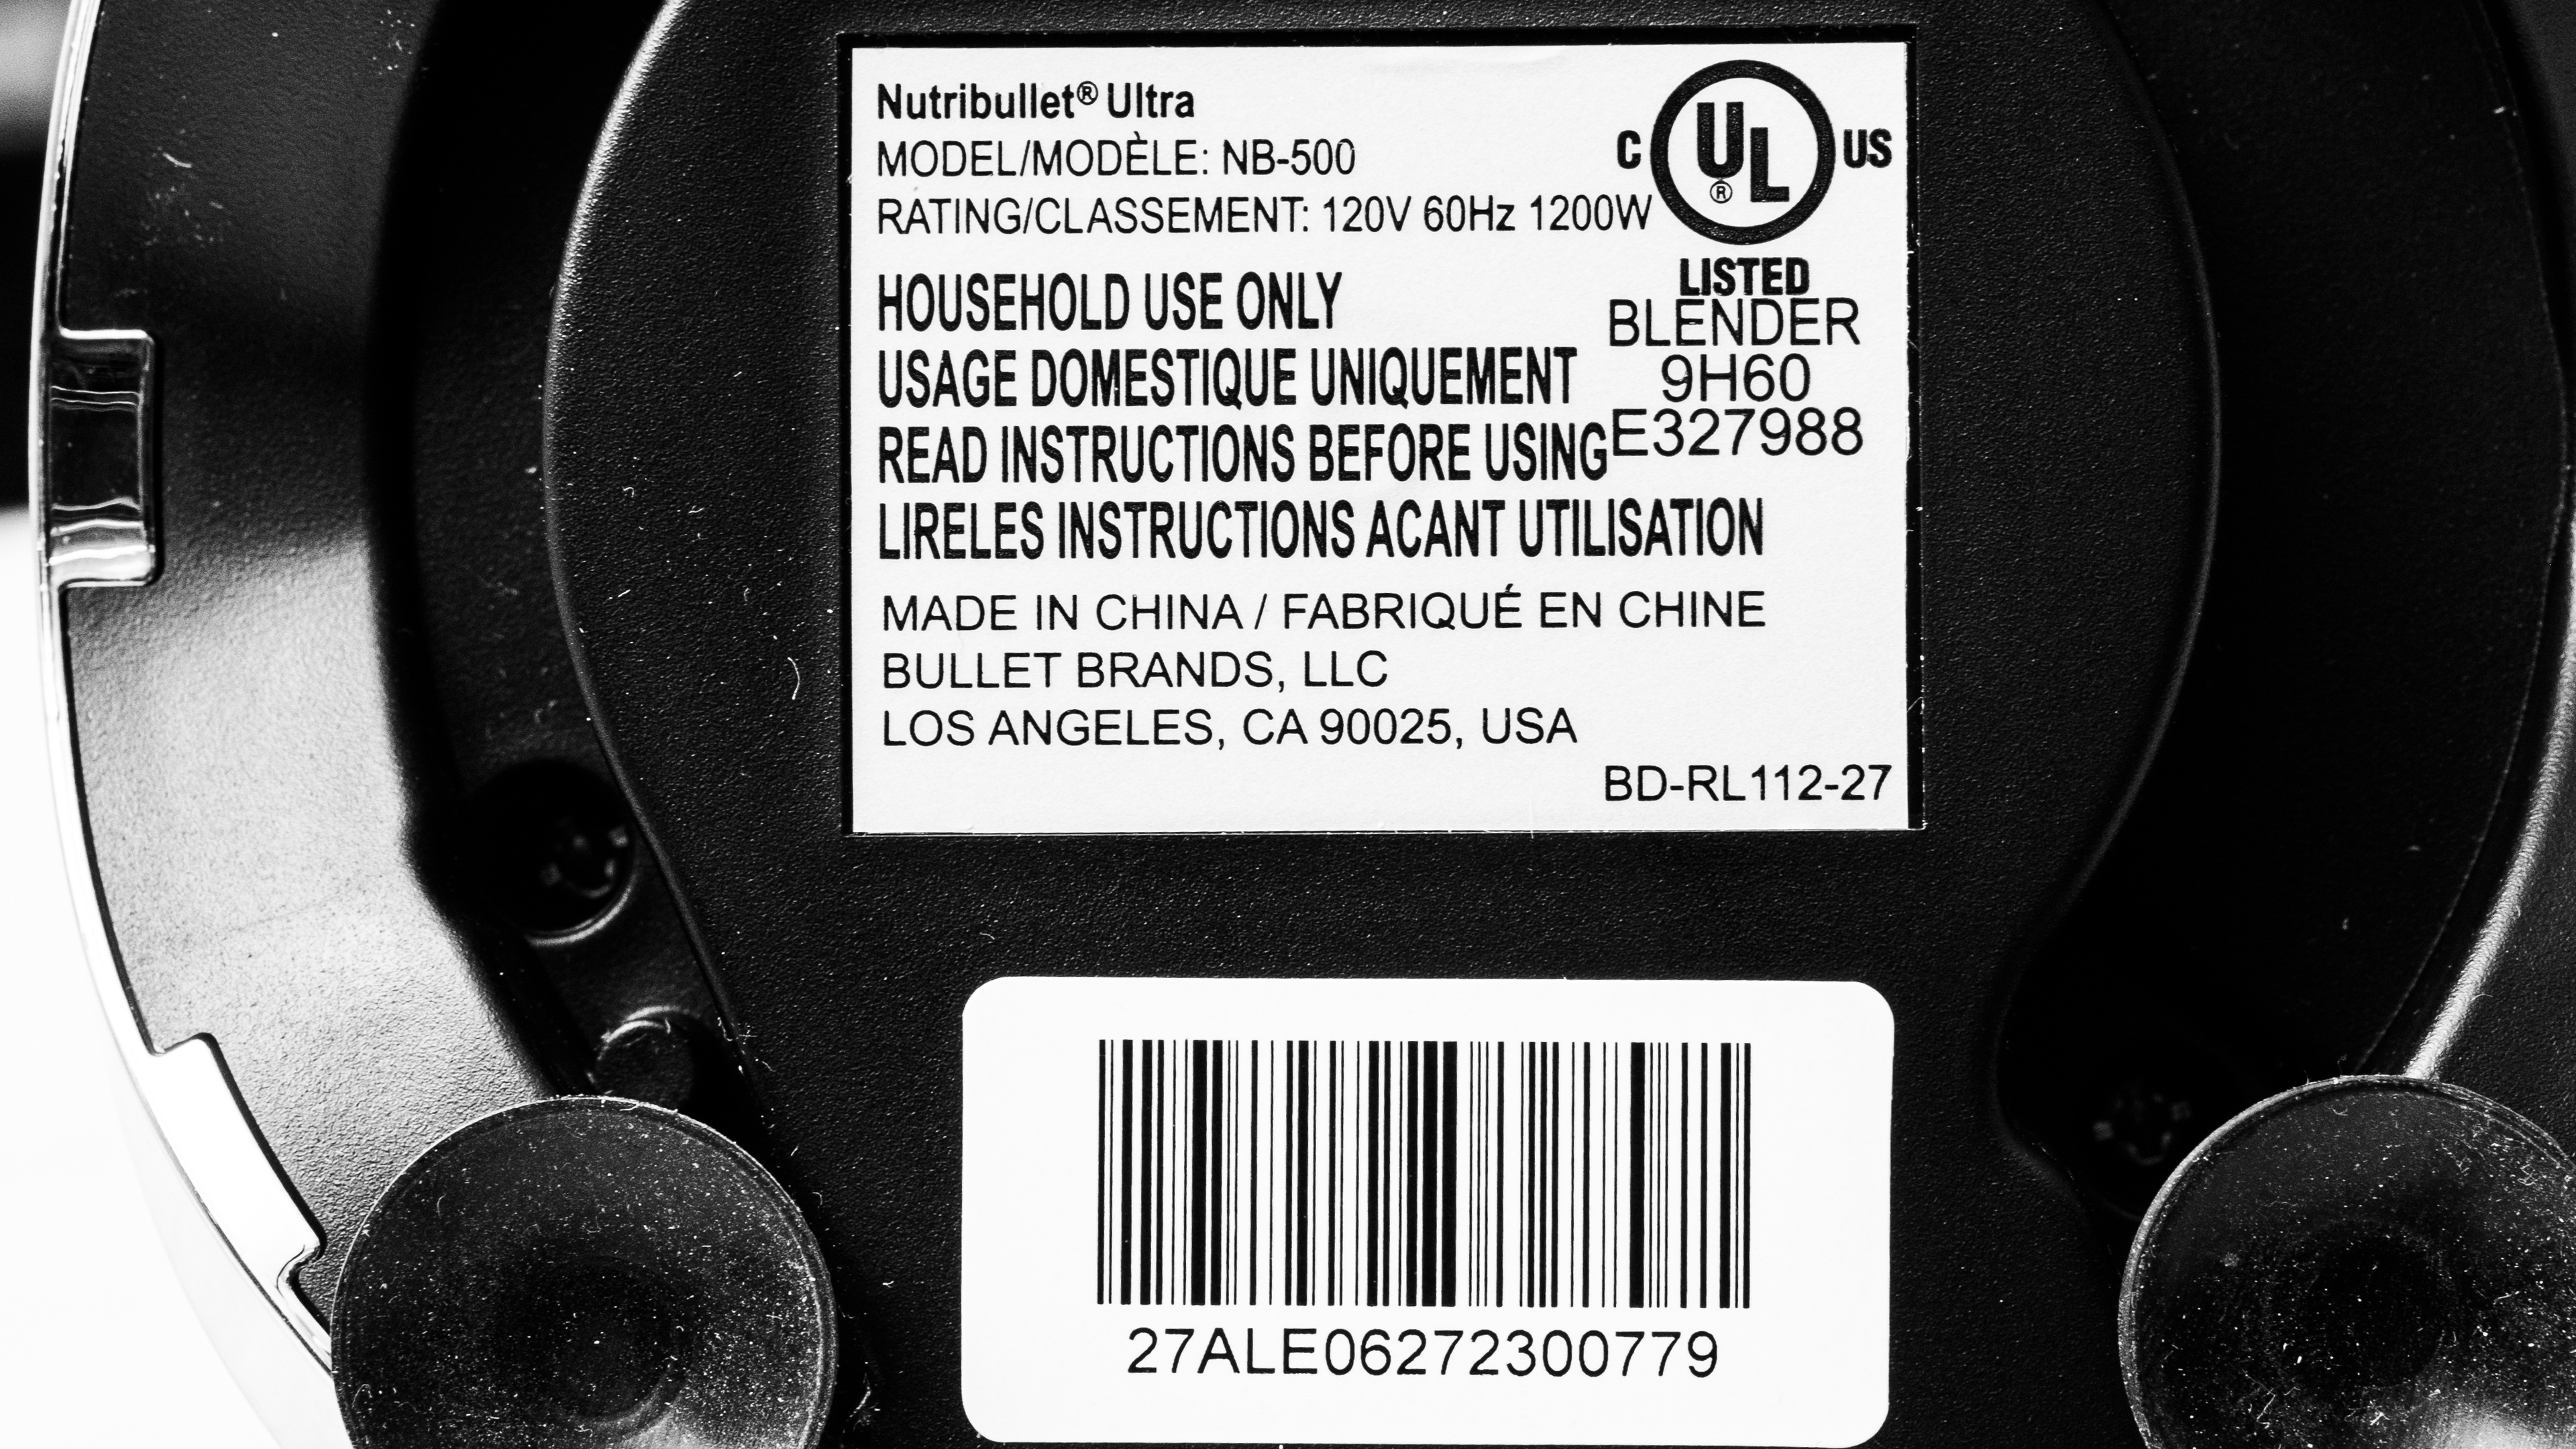 Nutribullet® Ultra
MODEL/MODÈLE: NB-500
RATING/CLASSEMENT: 120V 60Hz 1200W
C UL® US
LISTED
BLENDER
9H60
E327988
HOUSEHOLD USE ONLY
USAGE DOMESTIQUE UNIQUEMENT
READ INSTRUCTIONS BEFORE USING
LIRELES INSTRUCTIONS ACANT UTILISATION
MADE IN CHINA / FABRIQUÉ EN CHINE
BULLET BRANDS, LLC
LOS ANGELES, CA 90025, USA
BD-RL112-27
27ALE06272300779